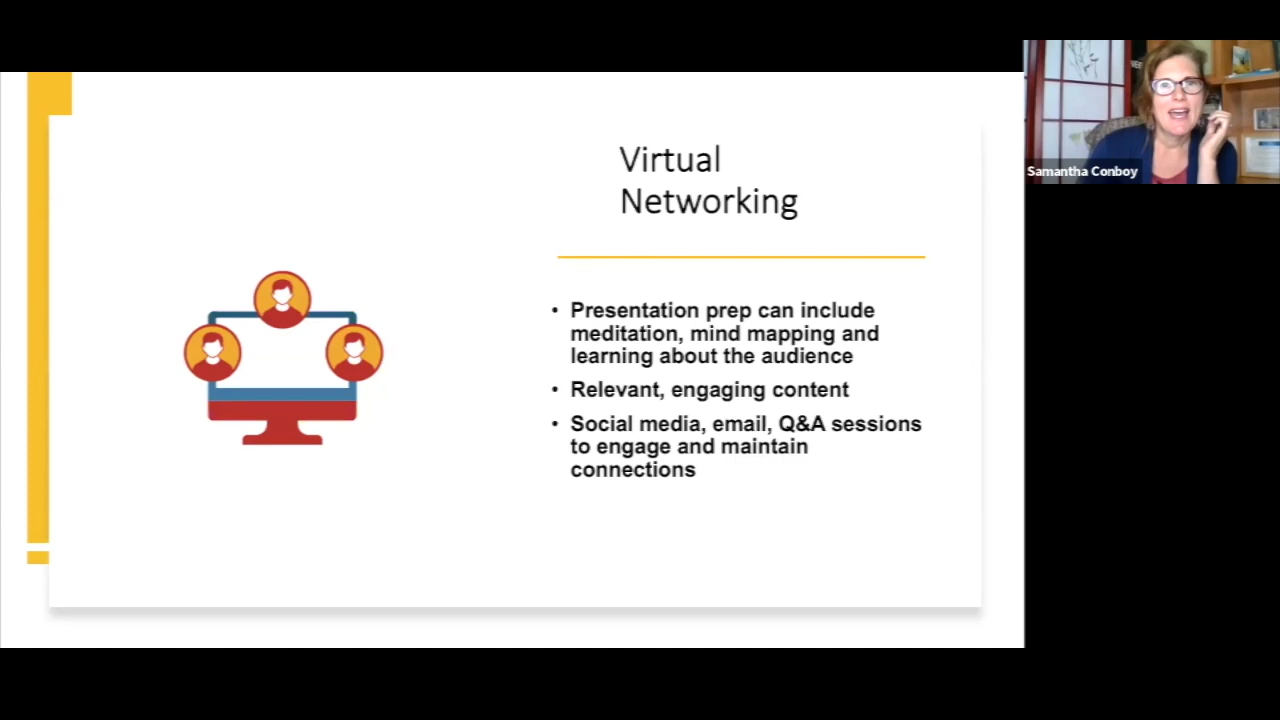 Virtual
Networking
• Presentation prep can include
meditation, mind mapping and
learning about the audience
• Relevant, engaging content
• Social media, email, Q&A sessions
to engage and maintain
connections
Samantha Conboy